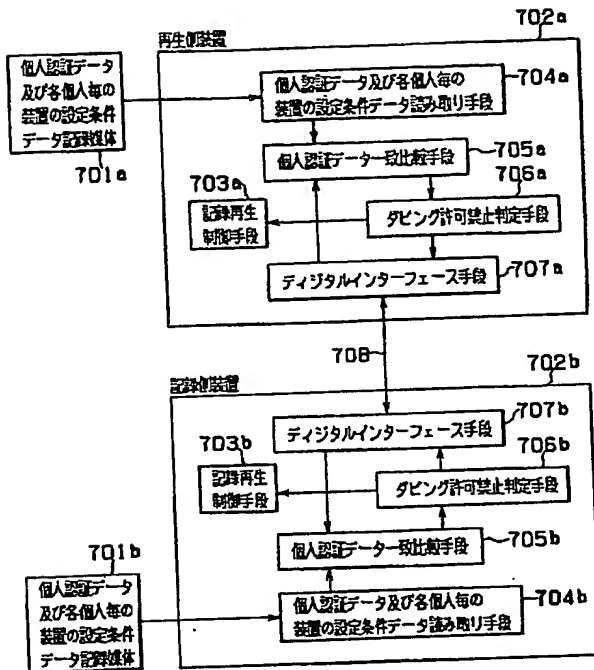 702a
再生側装置
個人認証データ
及び各個人毎の
装置の設定条件
データ記録媒体
701a
個人認証データ及び各個人毎の
装置の設定条件データ読み取り手段
704a
個人認証データ一致比較手段
705a
703a
706a
記録再生
制御手段
ダビング許可禁止判定手段
ディジタルインターフェース手段
707a
708
記録側装置
702b
ディジタルインターフェース手段
707b
703b
706b
記録再生
制御手段
ダビング許可禁止判定手段
個人認証データ一致比較手段
705b
701b
個人認証データ
及び各個人毎の
装置の設定条件
データ記録媒体
個人認証データ及び各個人毎の
装置の設定条件データ読み取り手段
704b